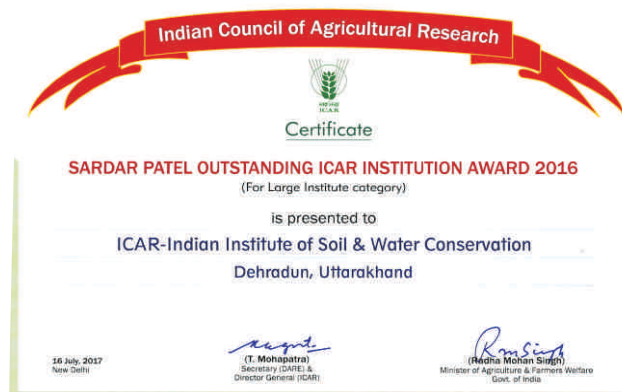 Indian Council of Agricultural Research
I.C.A.R
Certificate
SARDAR PATEL OUTSTANDING ICAR INSTITUTION AWARD 2016
(For Large Institute category)
is presented to
ICAR-Indian Institute of Soil & Water Conservation
Dehradun, Uttarakhand
16 July, 2017
New Delhi
(T. Mohapatra)
Secretary (DARE) &
Director General (ICAR)
RmSingh
(Radha Mohan Singh)
Minister of Agriculture & Farmers Welfare
Govt. of India